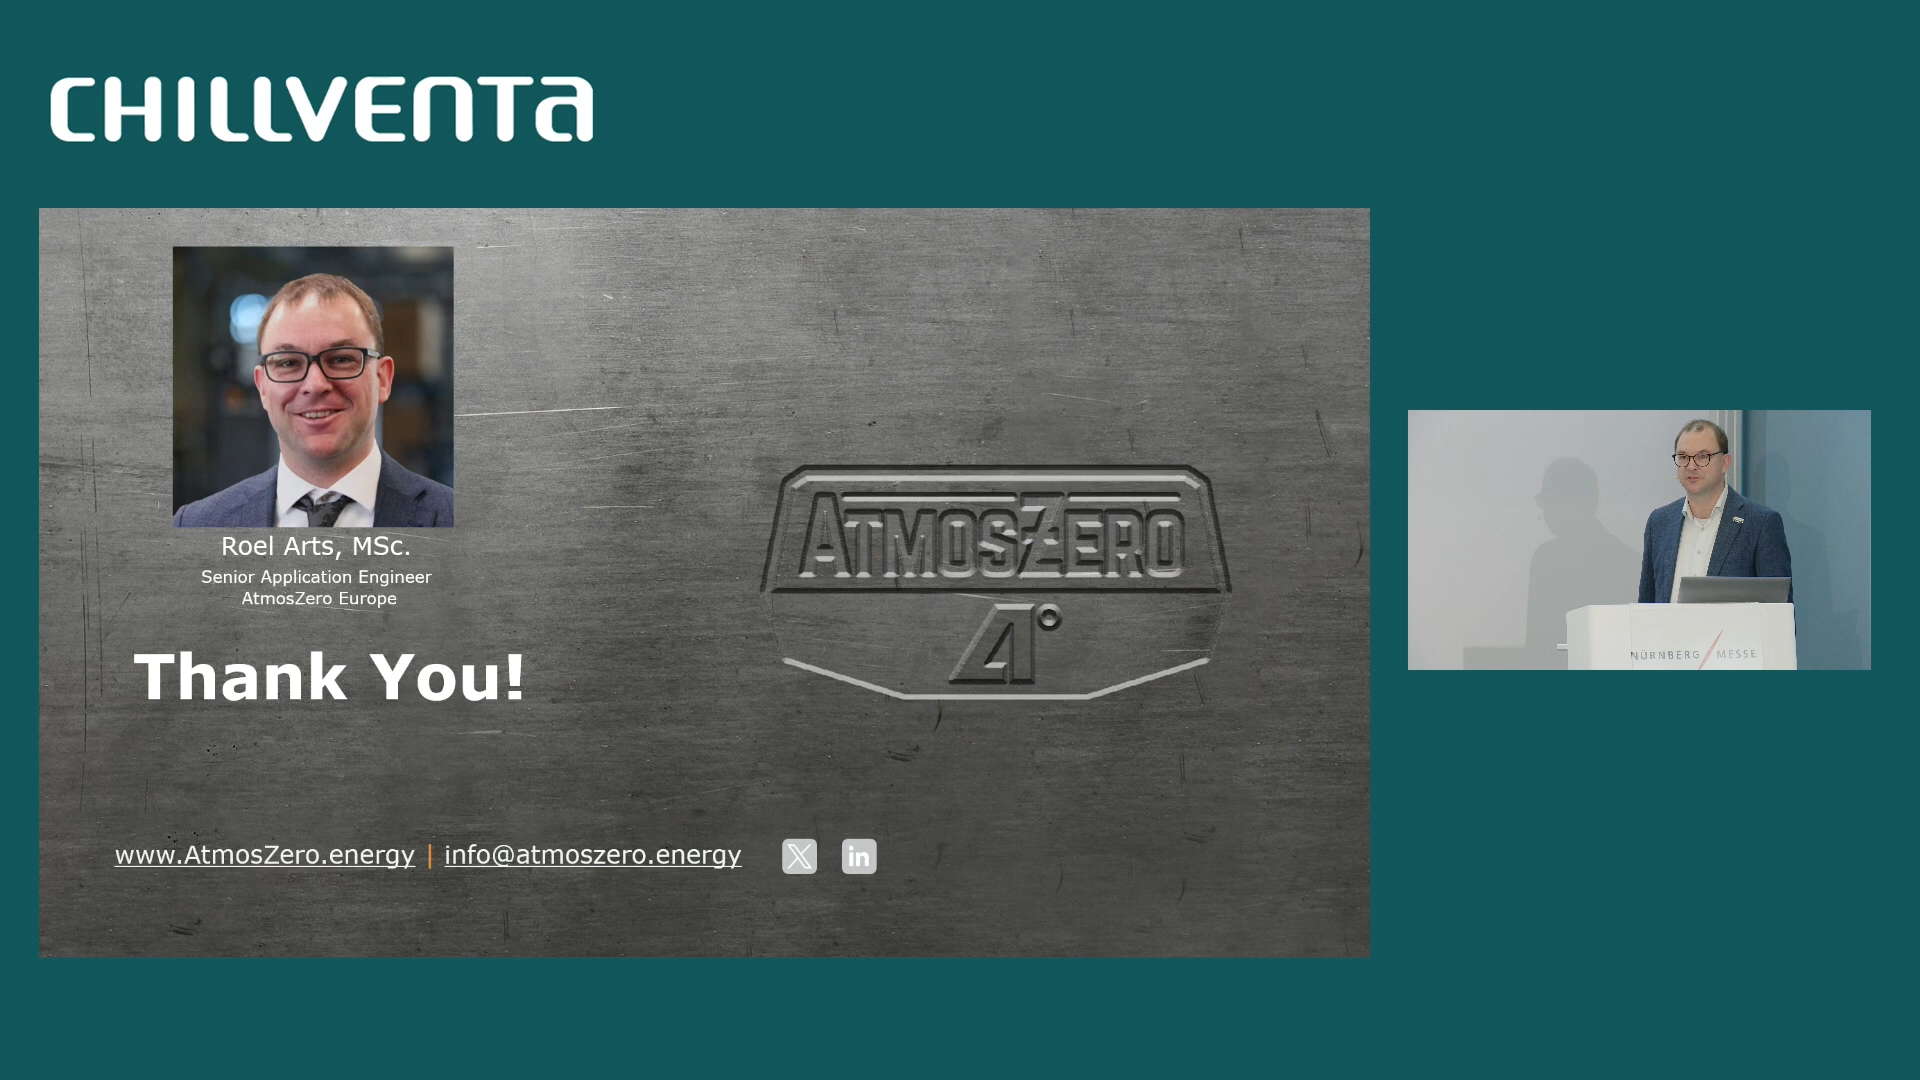 CHILLVENTA
Roel Arts, MSc.
Senior Application Engineer
AtmosZero Europe
Thank You!
www.AtmosZero.energy | info@atmoszero.energy
X
in
ATMOSZERO
A°
NÜRNBERG MESSE